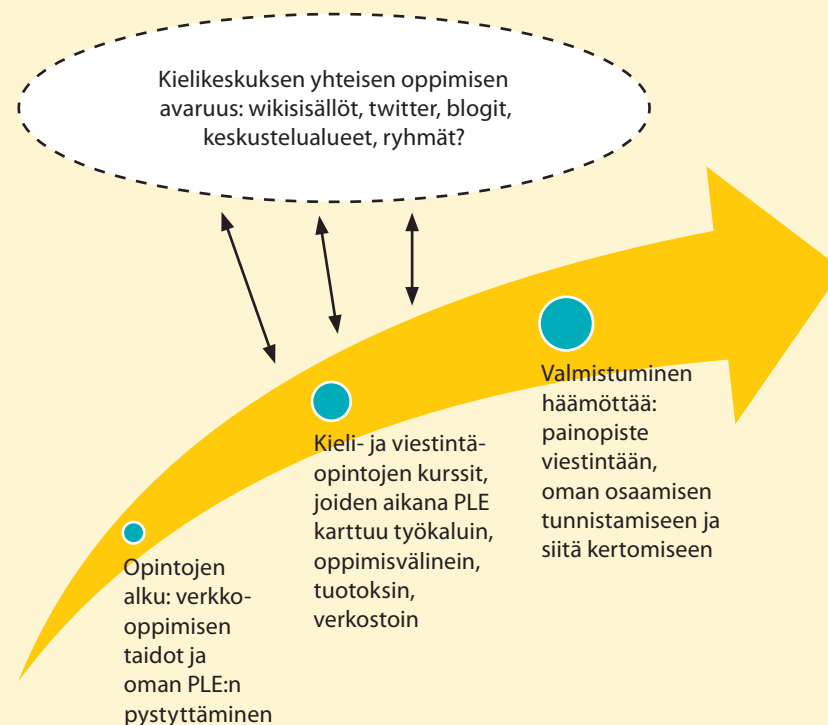 Kielikeskuksen yhteisen oppimisen
avaruus: wikisisällöt, twitter, blogit,
keskustelualueet, ryhmät?
Valmistuminen
häämöttää:
painopiste
viestintään,
oman osaamisen
tunnistamiseen ja
siitä kertomiseen
Kieli- ja viestintä-
opintojen kurssit,
joiden aikana PLE
karttuu työkaluin,
oppimisvälinein,
tuotoksin,
verkostoin
Opintojen
alku: verkko-
oppimisen
taidot ja
oman PLE:n
pystyttäminen